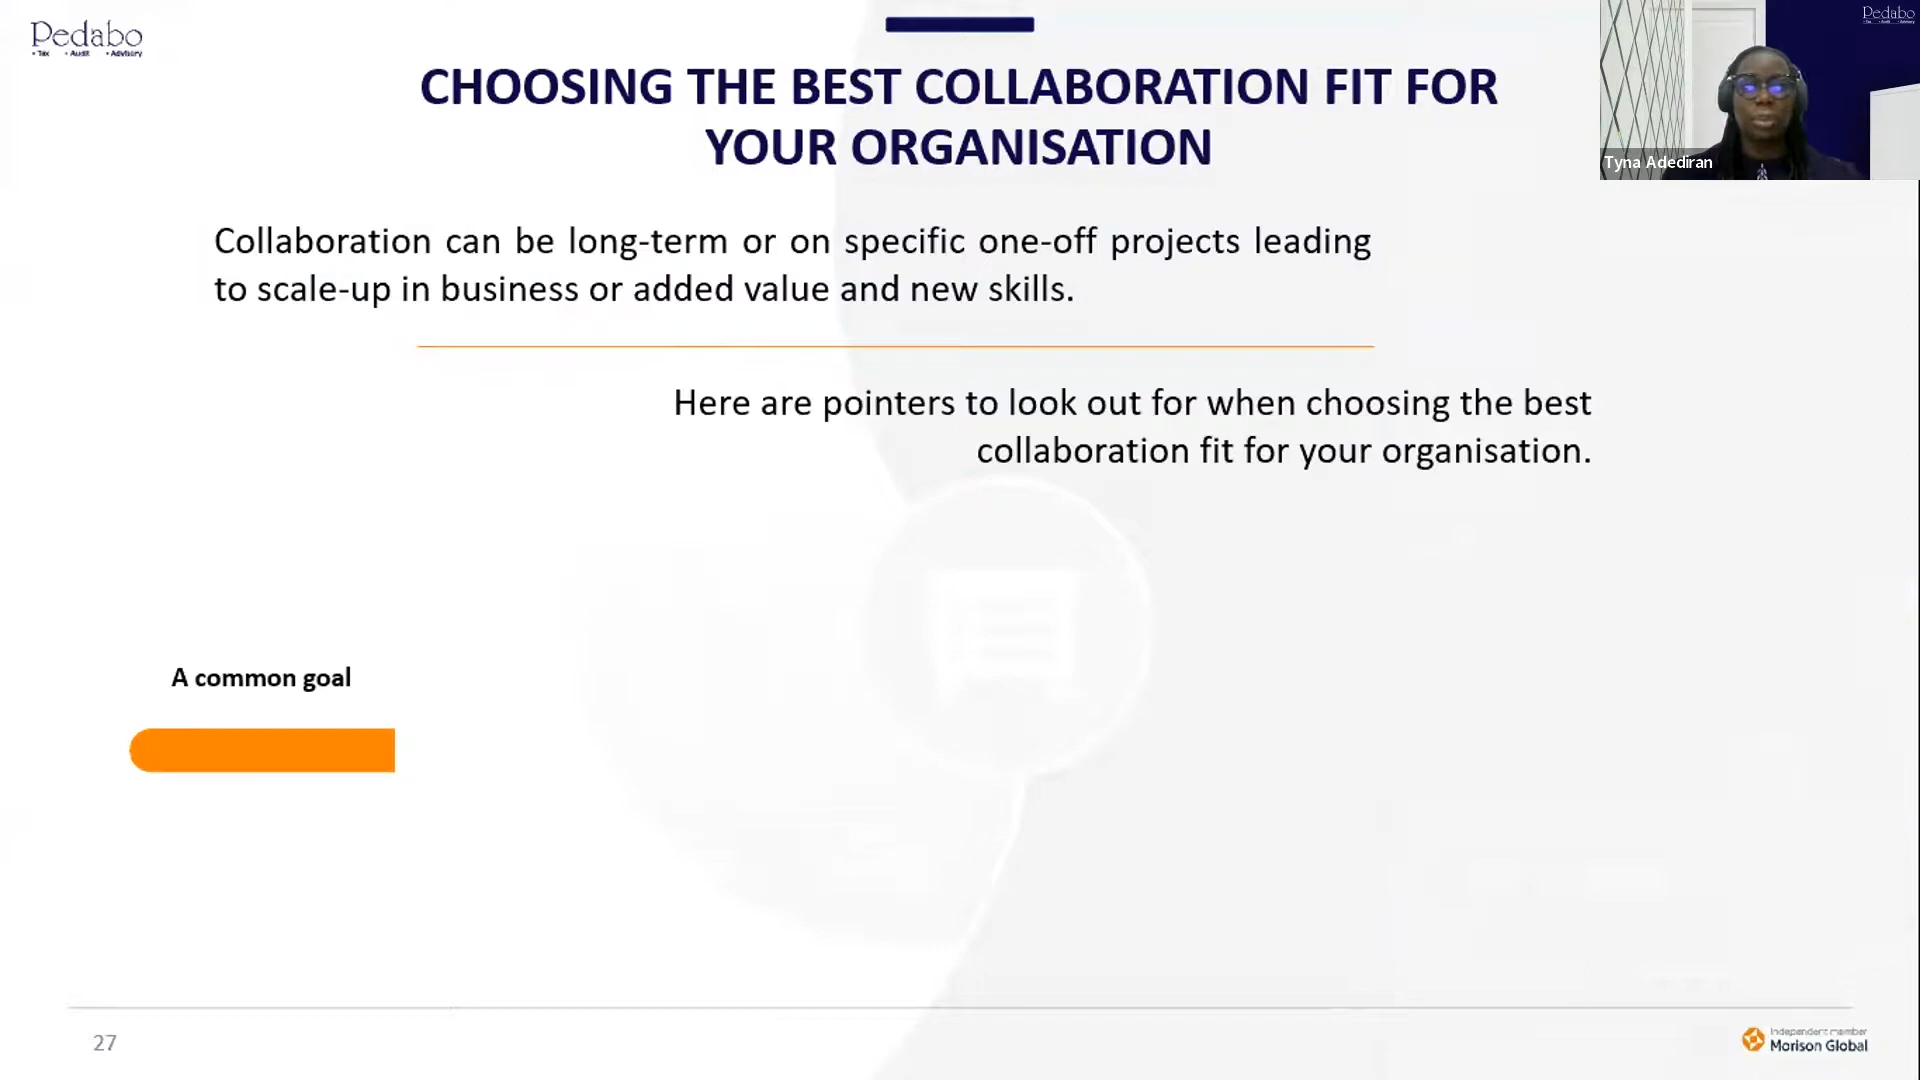 Pedabo
• Tax • Audit • Advisory
CHOOSING THE BEST COLLABORATION FIT FOR
YOUR ORGANISATION
Pedabo
Tyna Adediran
Collaboration can be long-term or on specific one-off projects leading
to scale-up in business or added value and new skills.
Here are pointers to look out for when choosing the best
collaboration fit for your organisation.
A common goal
27
Independent member
Morison Global